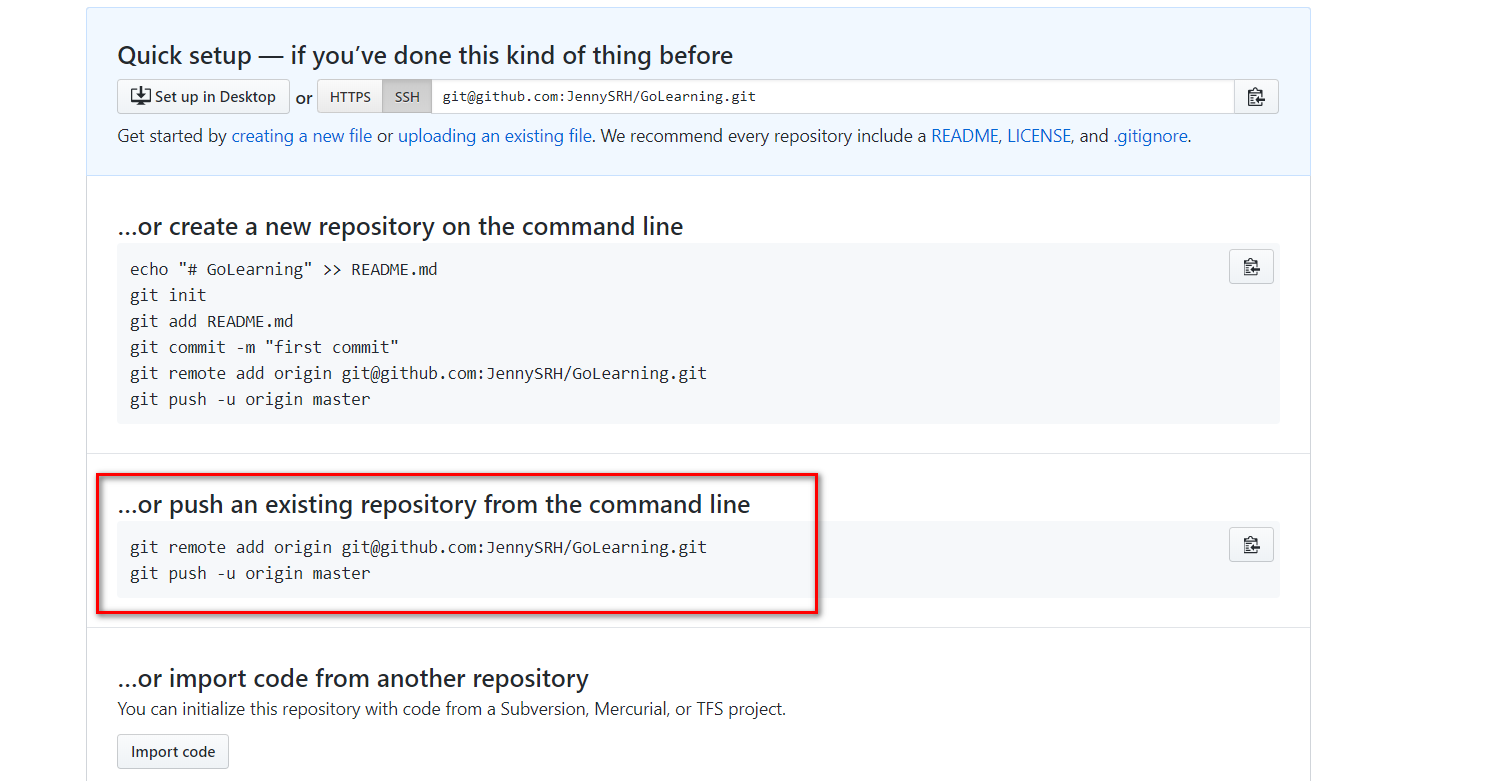 Quick setup — if you’ve done this kind of thing before
Set up in Desktop or HTTPS SSH git@github.com:JennySRH/GoLearning.git
Get started by creating a new file or uploading an existing file. We recommend every repository include a README, LICENSE, and .gitignore.
…or create a new repository on the command line
echo "# GoLearning" >> README.md
git init
git add README.md
git commit -m "first commit"
git remote add origin git@github.com:JennySRH/GoLearning.git
git push -u origin master
…or push an existing repository from the command line
git remote add origin git@github.com:JennySRH/GoLearning.git
git push -u origin master
…or import code from another repository
You can initialize this repository with code from a Subversion, Mercurial, or TFS project.
Import code